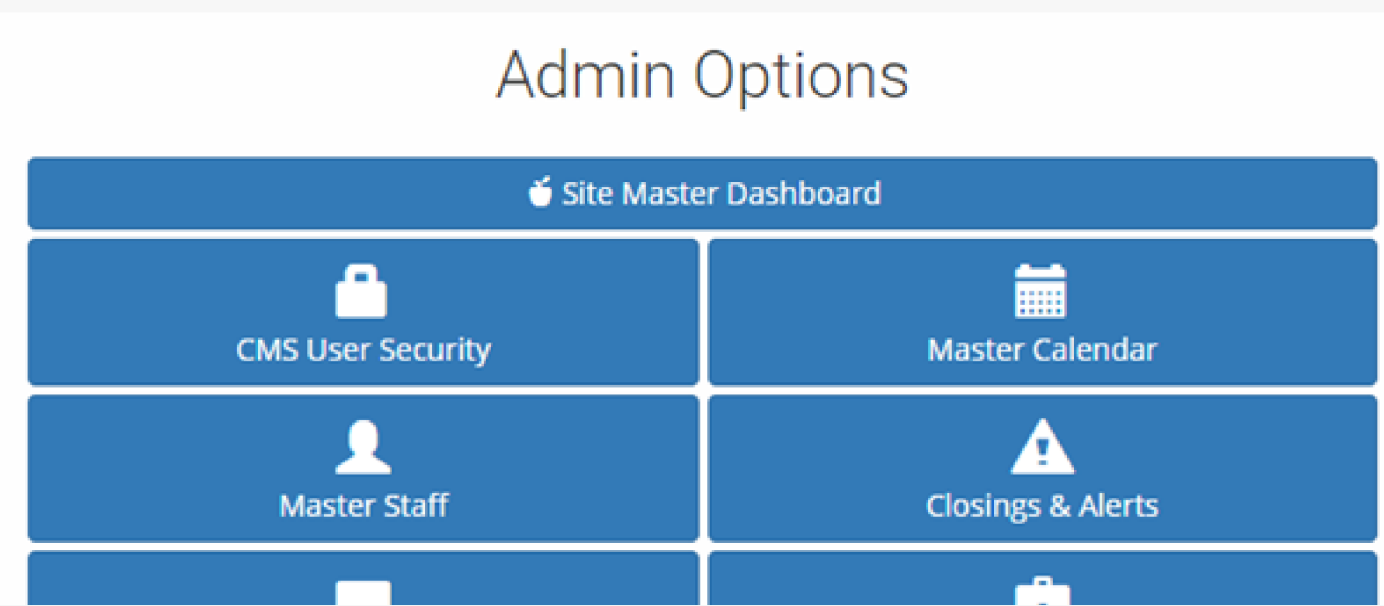 Admin Options
Site Master Dashboard
CMS User Security
Master Calendar
Master Staff
Closings & Alerts